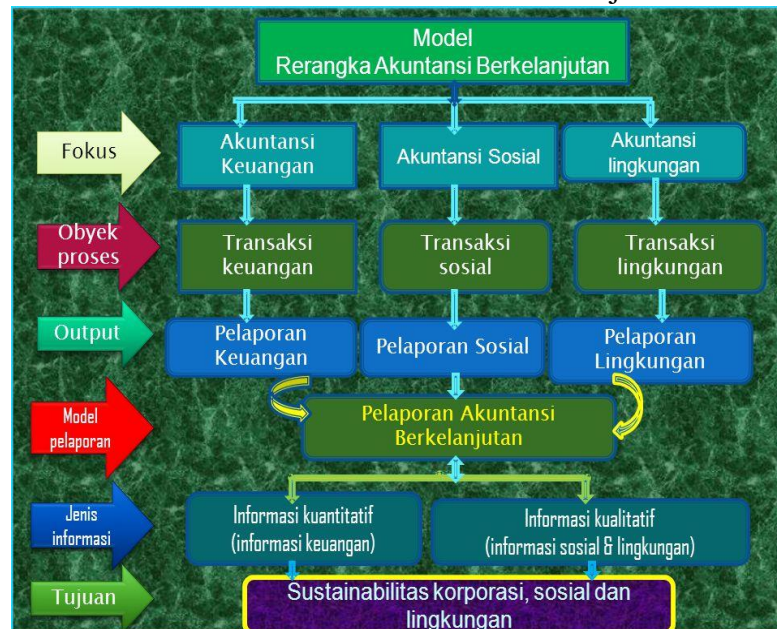 Model
Rerangka Akuntansi Berkelanjutan
Fokus
Akuntansi
Keuangan
Akuntansi Sosial
Akuntansi
lingkungan
Obyek
proses
Transaksi
keuangan
Transaksi
sosial
Transaksi
lingkungan
Output
Pelaporan
Keuangan
Pelaporan Sosial
Pelaporan
Lingkungan
Model
pelaporan
Pelaporan Akuntansi
Berkelanjutan
Jenis
informasi
Informasi kuantitatif
(informasi keuangan)
Informasi kualitatif
(informasi sosial & lingkungan)
Tujuan
Sustainabilitas korporasi, sosial dan
lingkungan